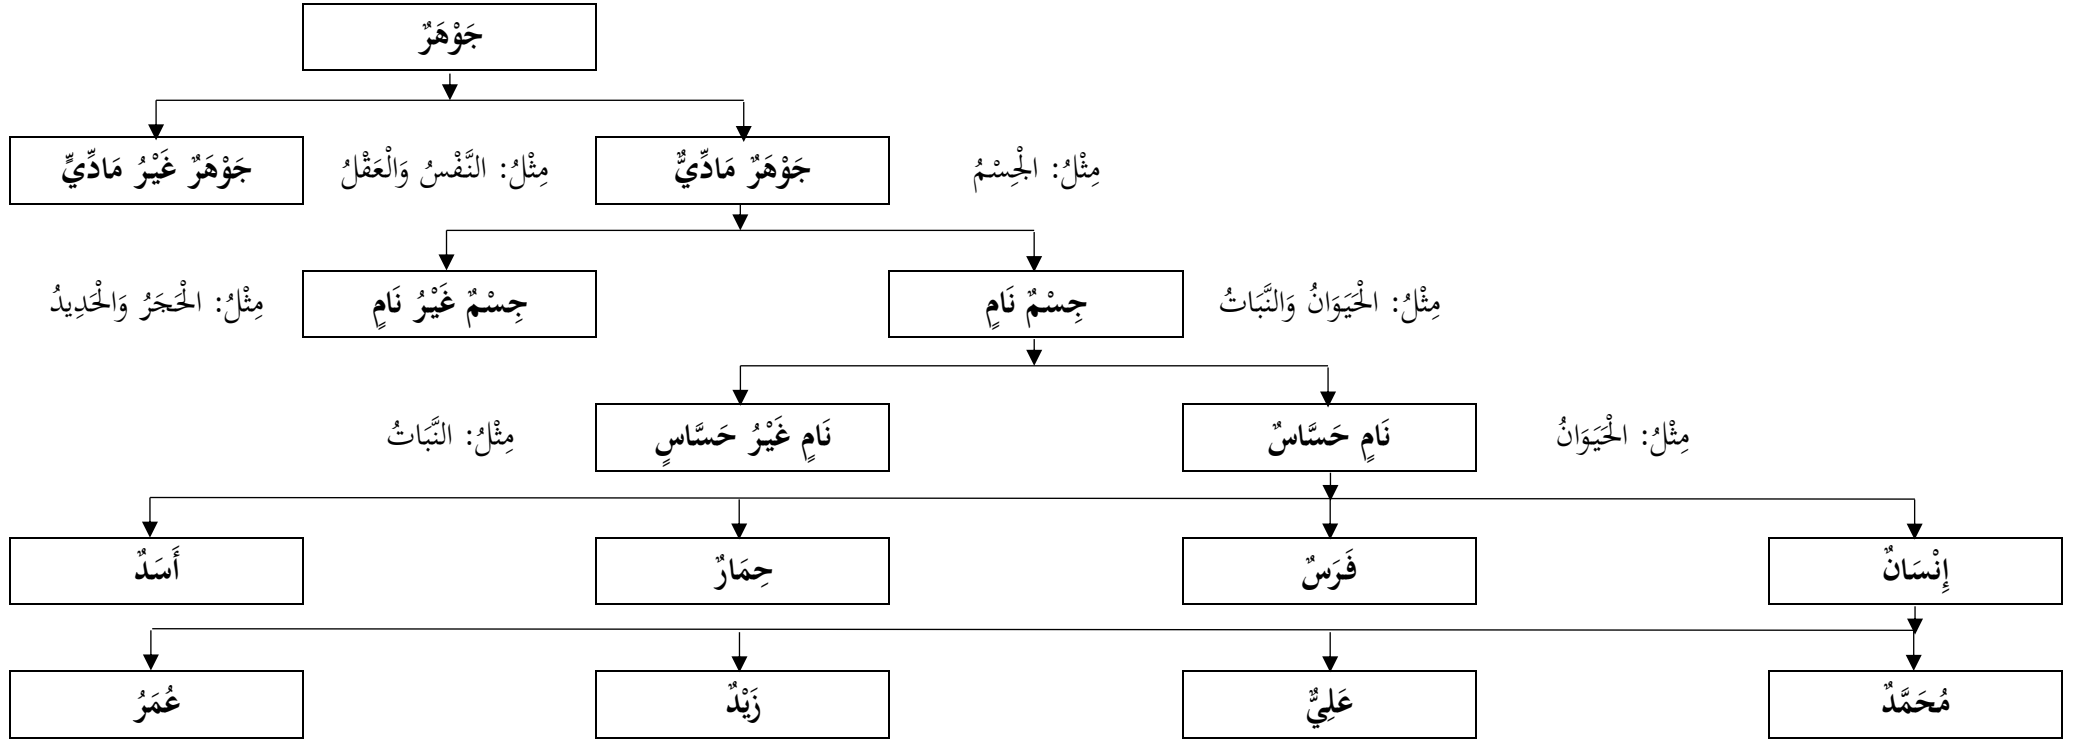 جَوْهَرٌ
مِثْلُ: الْجِسْمُ
جَوْهَرٌ مَادِّيٌّ
مِثْلُ: النَّفْسُ وَالْعَقْلُ
جَوْهَرٌ غَيْرُ مَادِّيٍّ
مِثْلُ: الْحَيَوَانُ وَالنَّبَاتُ
جِسْمٌ نَامٍ
جِسْمٌ غَيْرُ نَامٍ
مِثْلُ: الْحَجَرُ وَالْحَدِيدُ
مِثْلُ: الْحَيَوَانُ
نَامٍ حَسَّاسٌ
نَامٍ غَيْرُ حَسَّاسٍ
مِثْلُ: النَّبَاتُ
إِنْسَانٌ
فَرَسٌ
حِمَارٌ
أَسَدٌ
مُحَمَّدٌ
عَلِيٌّ
زَيْدٌ
عُمَرُ